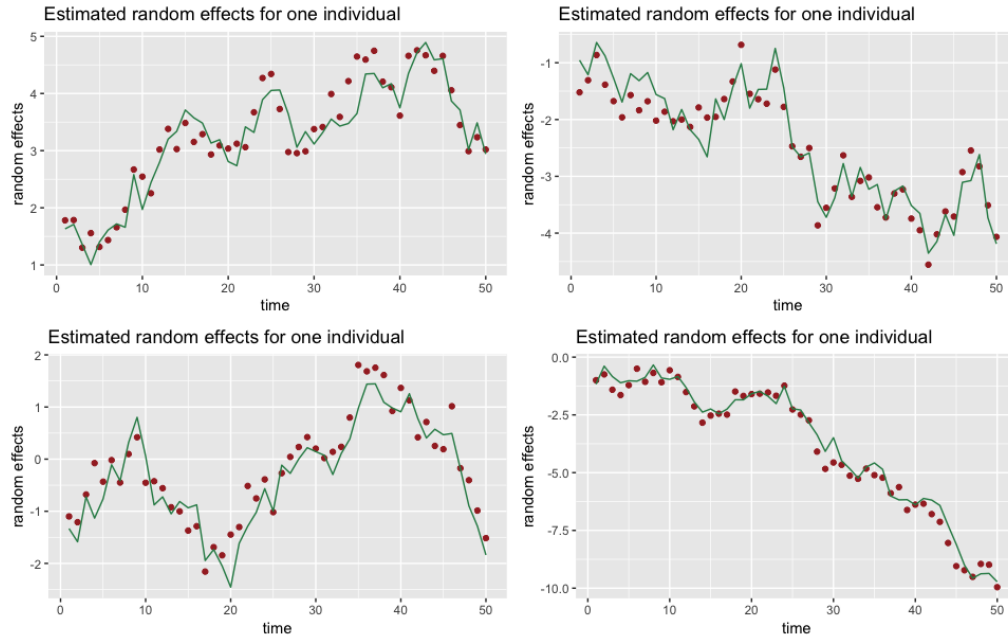 Estimated random effects for one individual
5
4
3
2
1
random effects
0 10 20 30 40 50
time
Estimated random effects for one individual
-1
-2
-3
-4
random effects
0 10 20 30 40 50
time
Estimated random effects for one individual
2
1
0
-1
-2
random effects
0 10 20 30 40 50
time
Estimated random effects for one individual
0.0
-2.5
-5.0
-7.5
-10.0
random effects
0 10 20 30 40 50
time